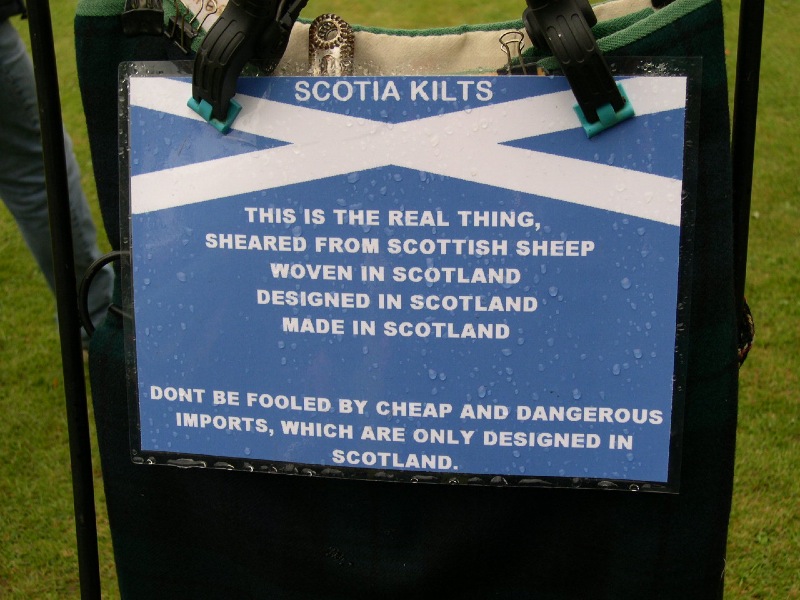 SCOTIA KILTS
THIS IS THE REAL THING,
SHEARED FROM SCOTTISH SHEEP
WOVEN IN SCOTLAND
DESIGNED IN SCOTLAND
MADE IN SCOTLAND
DONT BE FOOLED BY CHEAP AND DANGEROUS
IMPORTS, WHICH ARE ONLY DESIGNED IN
SCOTLAND.